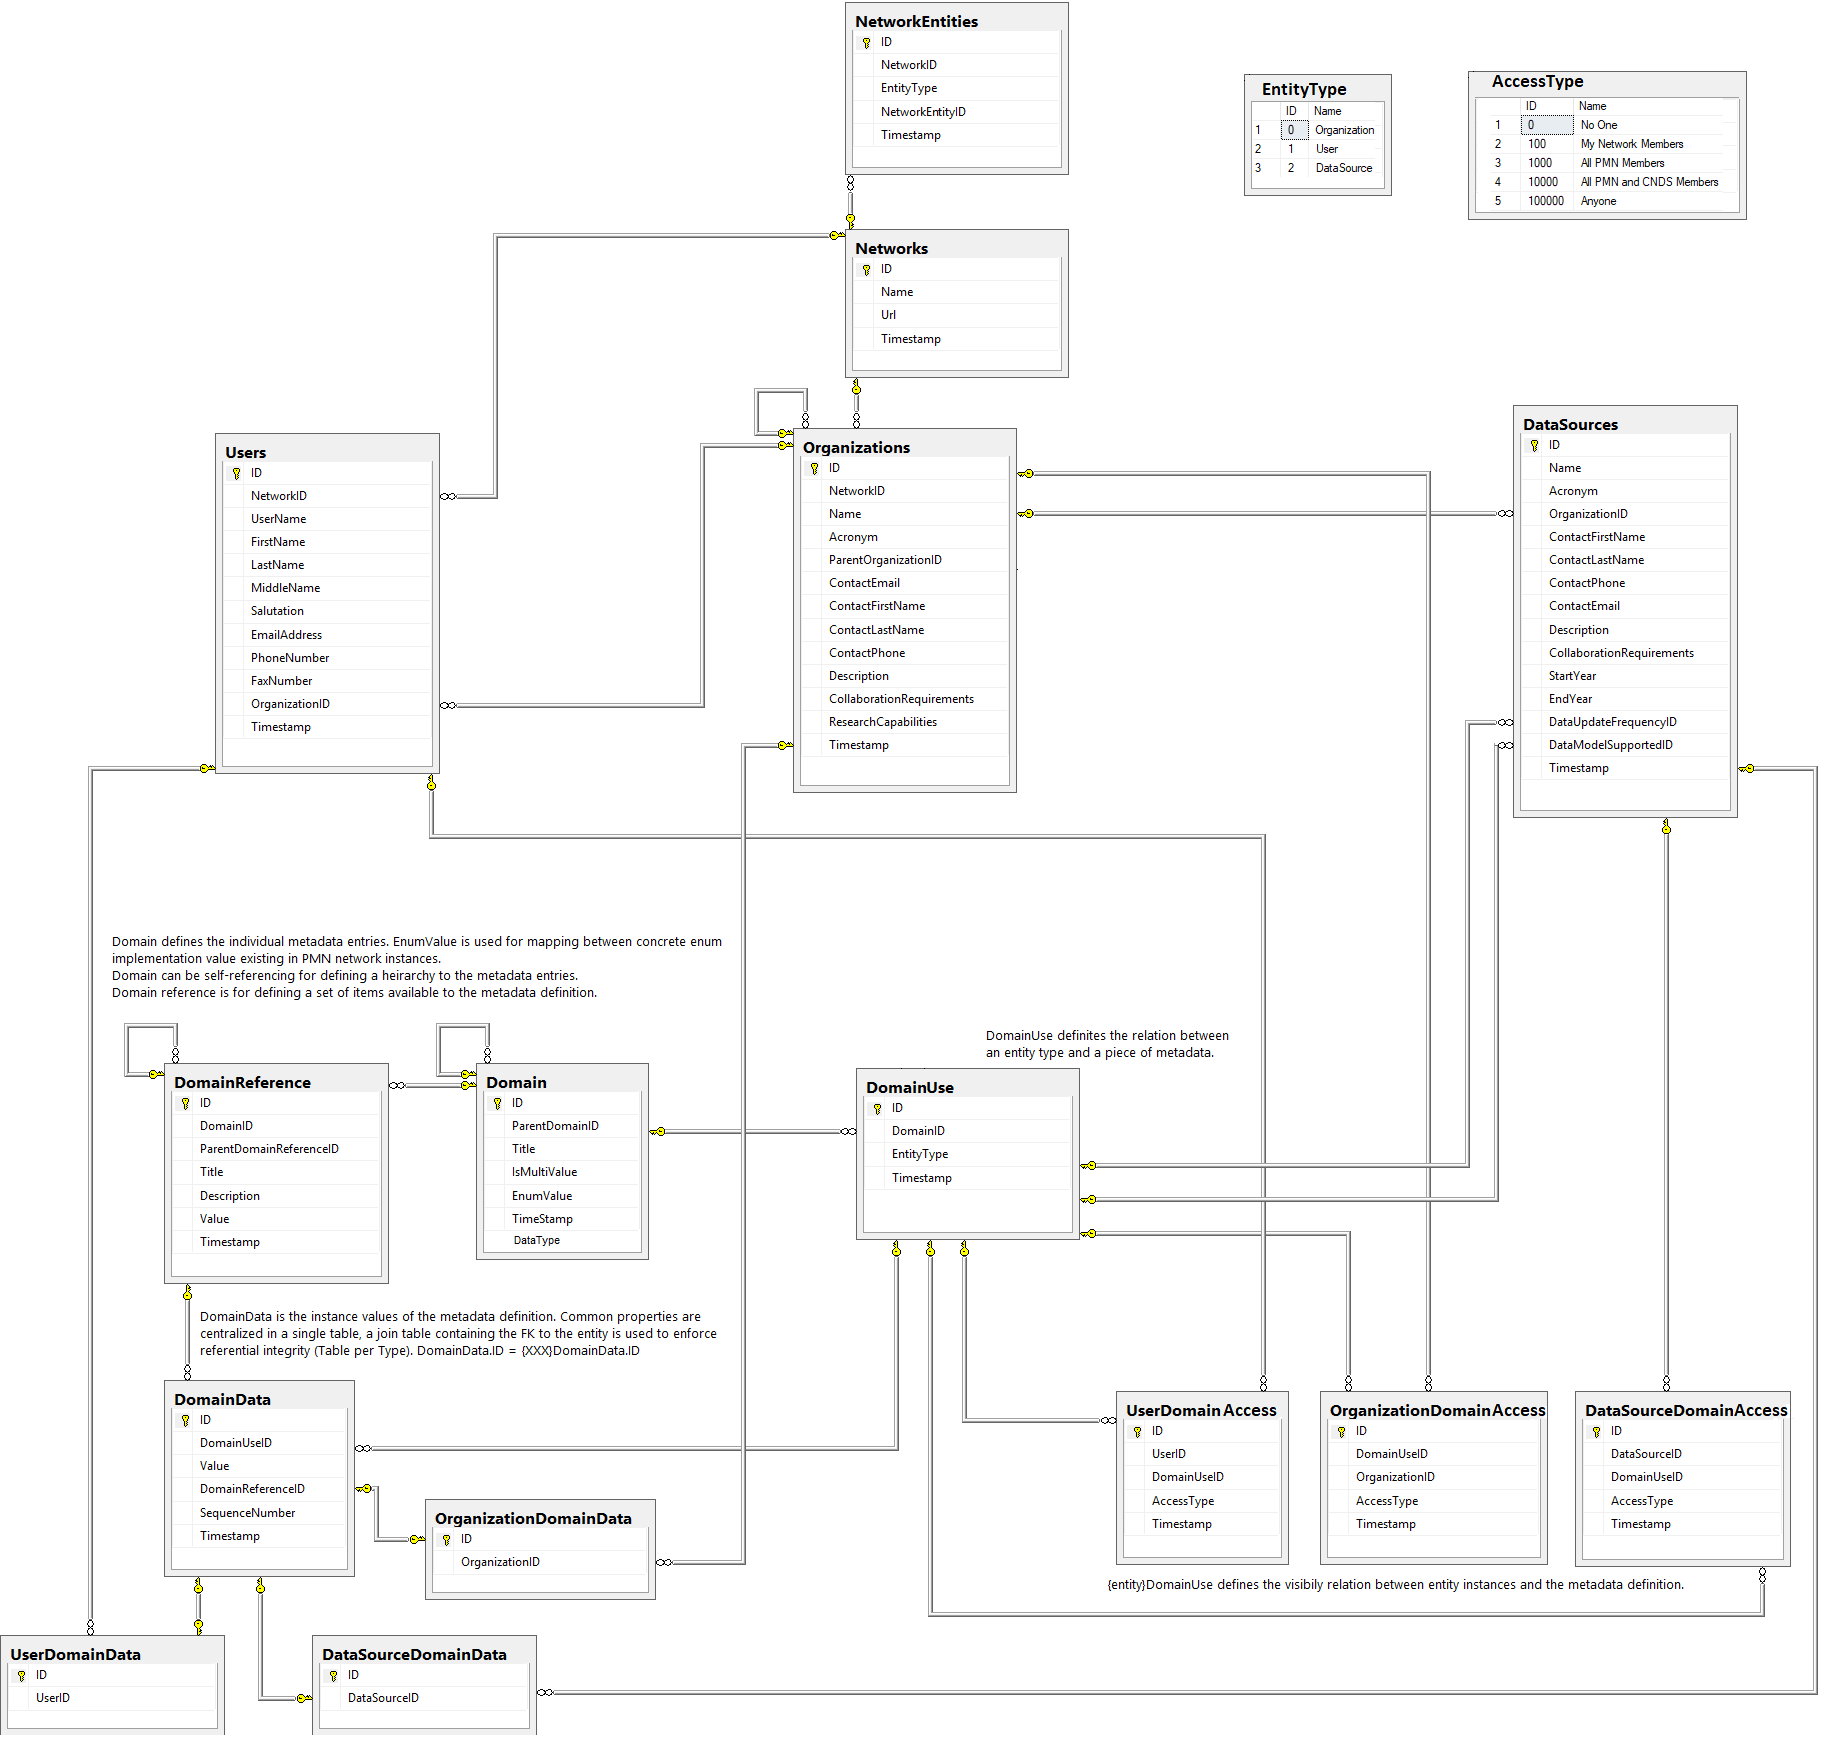 NetworkEntities
ID
NetworkID
EntityType
NetworkEntityID
Timestamp
EntityType
ID Name
1 0 Organization
2 1 User
3 2 DataSource
AccessType
ID Name
1 0 No One
2 100 My Network Members
3 1000 All PMN Members
4 10000 All PMN and CNDS Members
5 100000 Anyone
Networks
ID
Name
Url
Timestamp
Users
ID
NetworkID
UserName
FirstName
LastName
MiddleName
Salutation
EmailAddress
PhoneNumber
FaxNumber
OrganizationID
Timestamp
Organizations
ID
NetworkID
Name
Acronym
ParentOrganizationID
ContactEmail
ContactFirstName
ContactLastName
ContactPhone
Description
CollaborationRequirements
ResearchCapabilities
Timestamp
DataSources
ID
Name
Acronym
OrganizationID
ContactFirstName
ContactLastName
ContactPhone
ContactEmail
Description
CollaborationRequirements
StartYear
EndYear
DataUpdateFrequencyID
DataModelSupportedID
Timestamp
Domain defines the individual metadata entries. EnumValue is used for mapping between concrete enum
implementation value existing in PMN network instances.
Domain can be self-referencing for defining a heirarchy to the metadata entries.
Domain reference is for defining a set of items available to the metadata definition.
DomainReference
ID
DomainID
ParentDomainReferenceID
Title
Description
Value
Timestamp
Domain
ID
ParentDomainID
Title
IsMultiValue
EnumValue
TimeStamp
DataType
DomainUse definites the relation between
an entity type and a piece of metadata.
DomainUse
ID
DomainID
EntityType
Timestamp
DomainData is the instance values of the metadata definition. Common properties are
centralized in a single table, a join table containing the FK to the entity is used to enforce
referential integrity (Table per Type). DomainData.ID = {XXX}DomainData.ID
DomainData
ID
DomainUseID
Value
DomainReferenceID
SequenceNumber
Timestamp
OrganizationDomainData
ID
OrganizationID
UserDomain Access
ID
UserID
DomainUseID
AccessType
Timestamp
OrganizationDomainAccess
ID
DomainUseID
OrganizationID
AccessType
Timestamp
DataSourceDomainAccess
ID
DataSourceID
DomainUseID
AccessType
Timestamp
{entity}DomainUse defines the visibily relation between entity instances and the metadata definition.
UserDomainData
ID
UserID
DataSourceDomainData
ID
DataSourceID